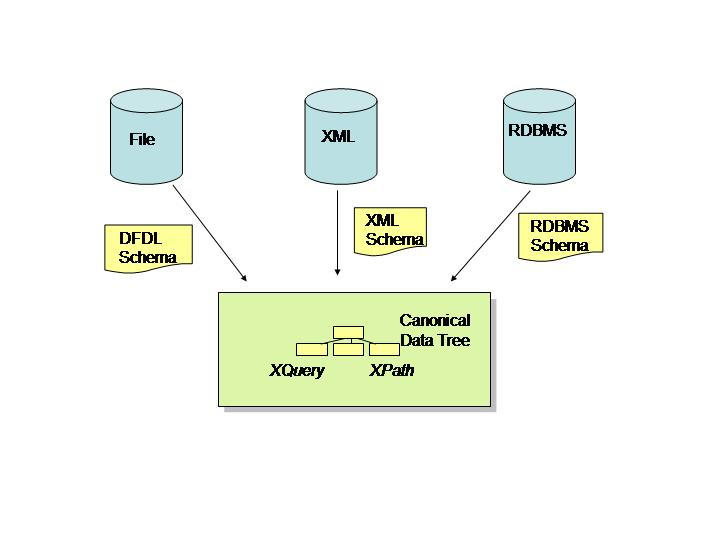 File
XML
RDBMS
DFDL
Schema
XML
Schema
RDBMS
Schema
Canonical
Data Tree
XQuery
XPath